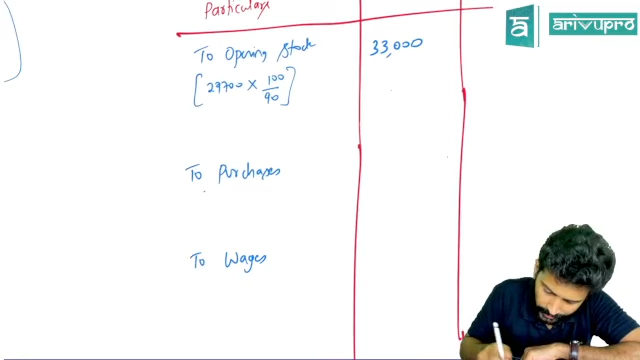 Particulars
ARIVUPRO
To Opening Stock 33,000
[29700 × 100/90]
To Purchases
To Wages